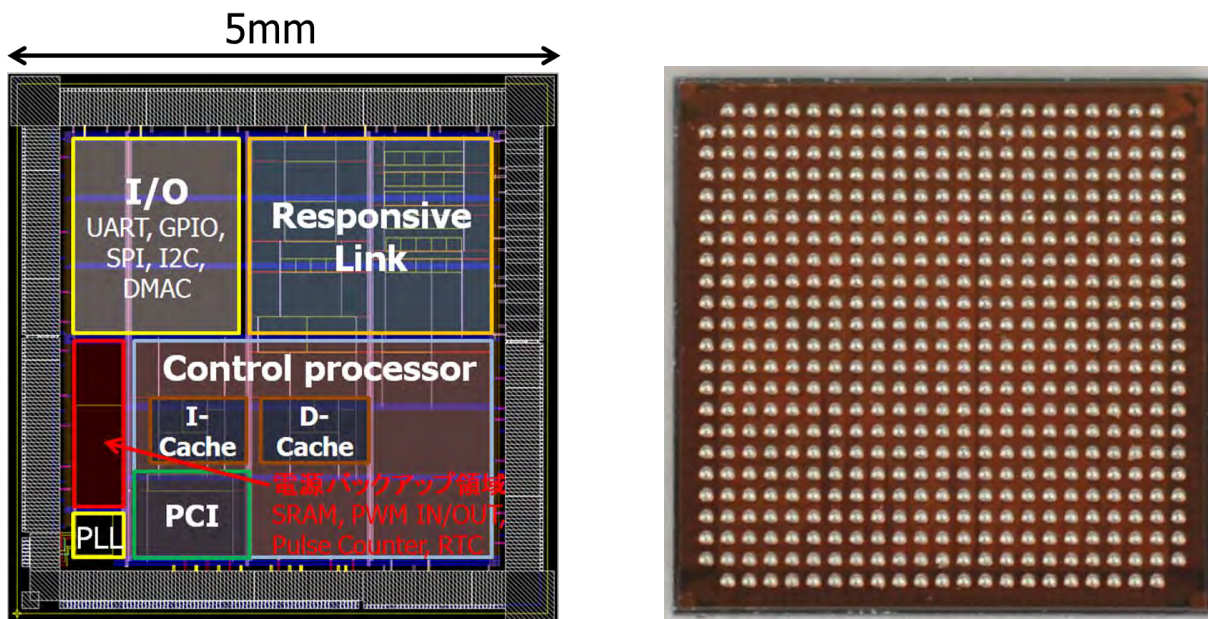 5mm
I/O
UART, GPIO,
SPI, I2C,
DMAC
Responsive
Link
Control processor
I-
Cache
D-
Cache
電源バックアップ領域
SRAM, PWM IN/OUT,
Pulse Counter, RTC
PCI
PLL